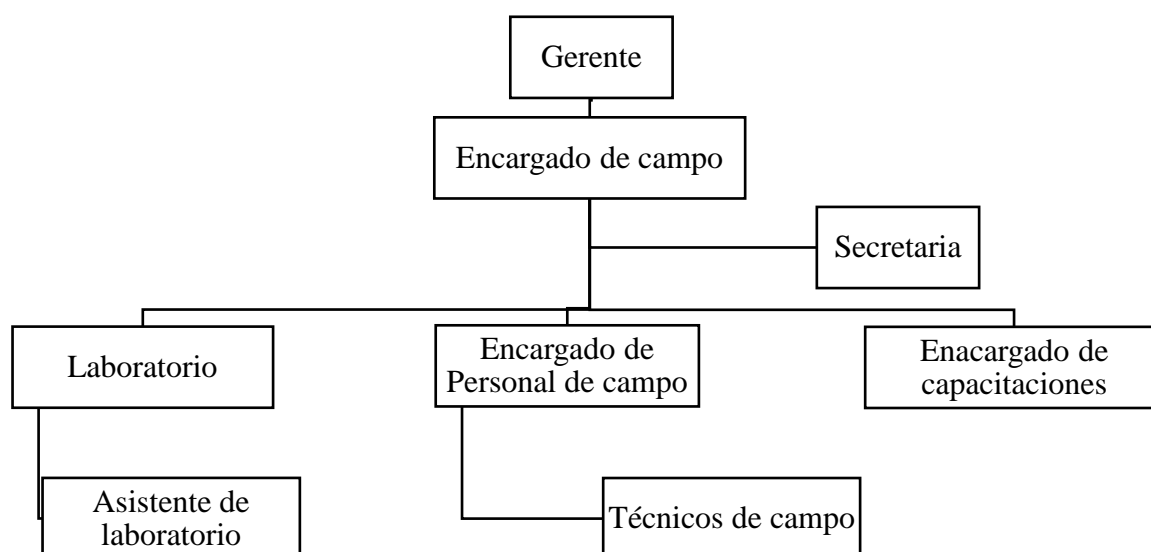 Gerente
Encargado de campo
Secretaria
Laboratorio
Encargado de
Personal de campo
Enacargado de
capacitaciones
Asistente de
laboratorio
Técnicos de campo